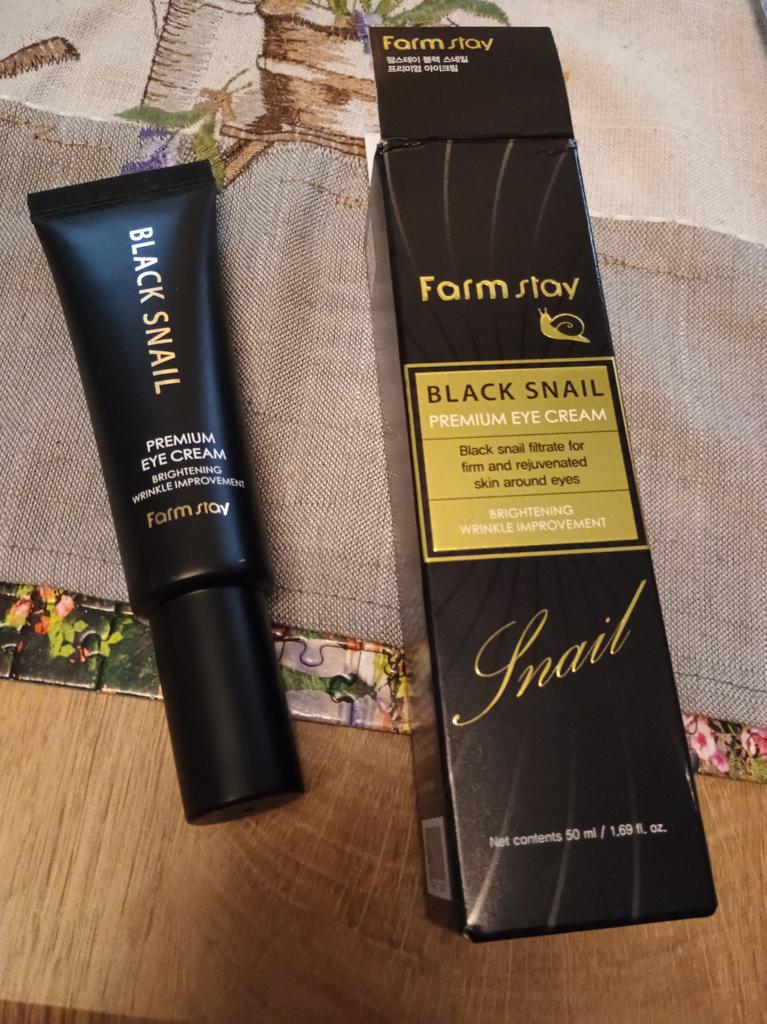 BLACK SNAIL
PREMIUM
EYE CREAM
BRIGHTENING
WRINKLE IMPROVEMENT
Farm stay
Farm stay
팜스테이 블랙 스네일
프리미엄 아이크림
Farm stay
BLACK SNAIL
PREMIUM EYE CREAM
Black snail filtrate for
firm and rejuvenated
skin around eyes
BRIGHTENING
WRINKLE IMPROVEMENT
Snail
Net contents 50 ml / 1.69 fl. oz.